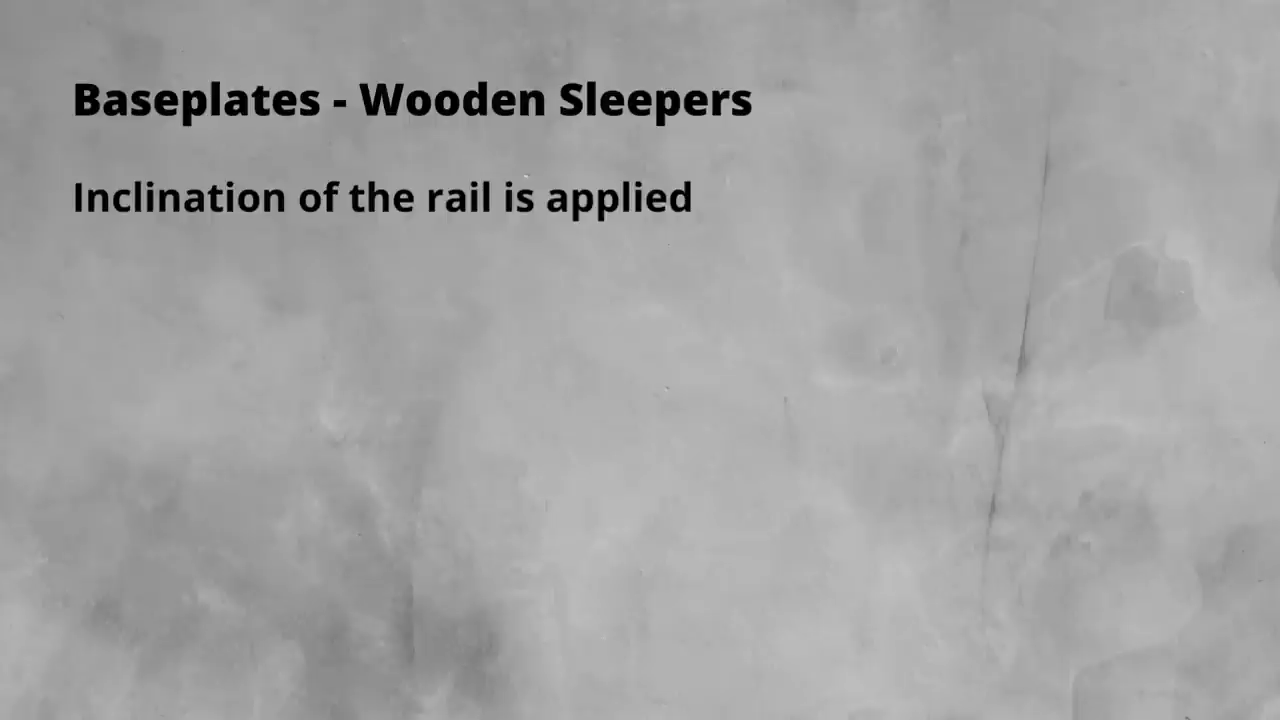 Baseplates - Wooden Sleepers
Inclination of the rail is applied